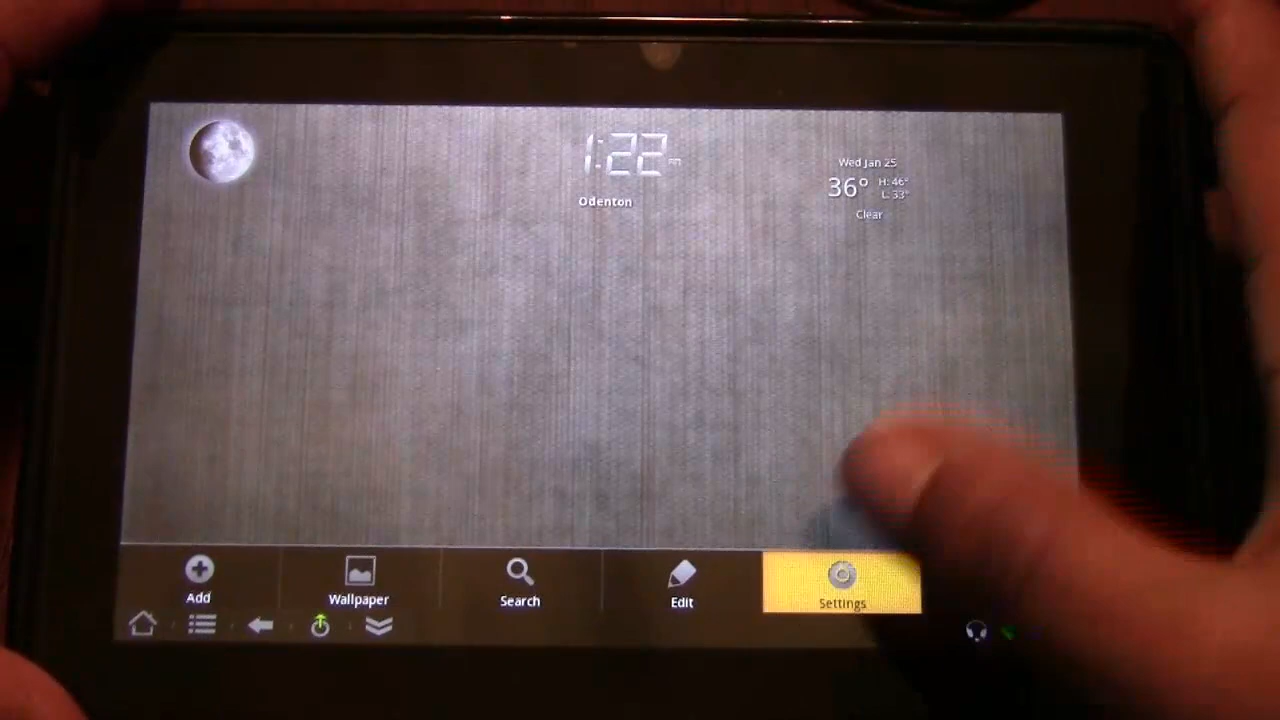 1:22
Odenton
Wed Jan 25
36° H: 46°
L: 33°
Clear
Add
Wallpaper
Search
Edit
Settings